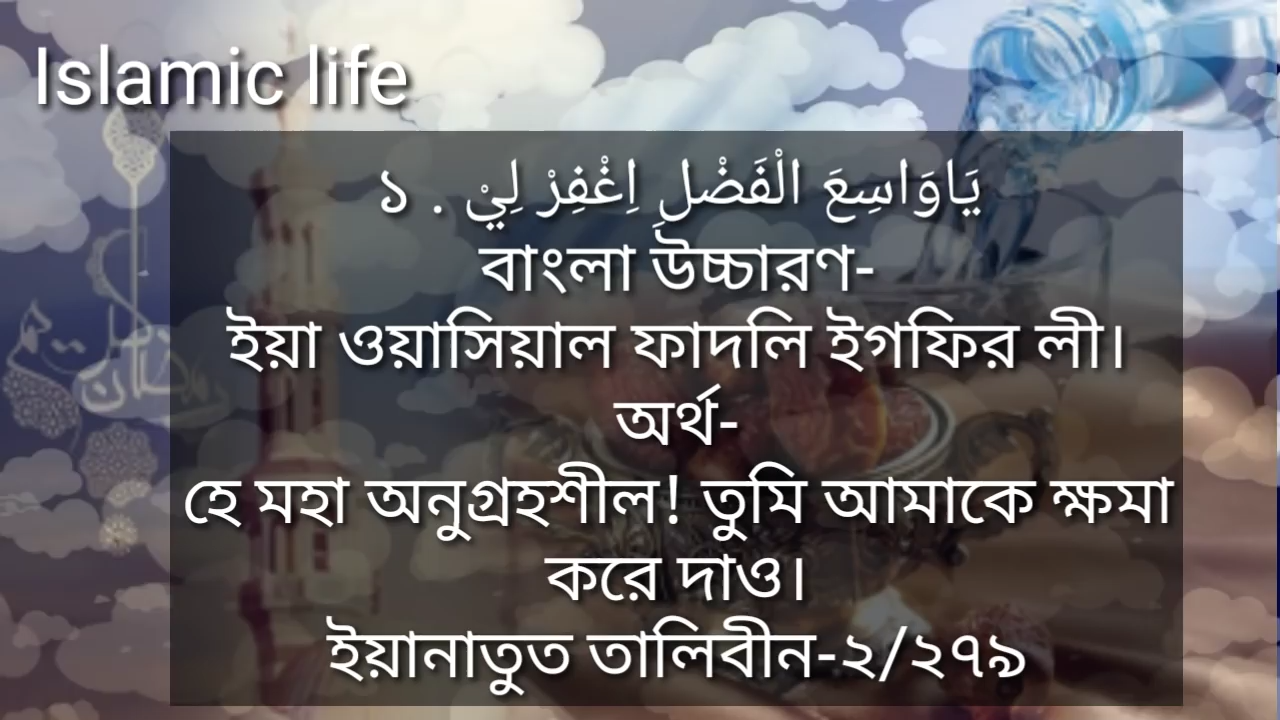 Islamic life
يَاوَاسِعَ الْفَضْلِ اِغْفِرْ لِيْ . ১
বাংলা উচ্চারণ-
ইয়া ওয়াসিয়াল ফাদলি ইগফির লী।
অর্থ-
হে মহা অনুগ্রহশীল! তুমি আমাকে ক্ষমা
করে দাও।
ইয়ানাতুত তালিবীন-২/২৭৯